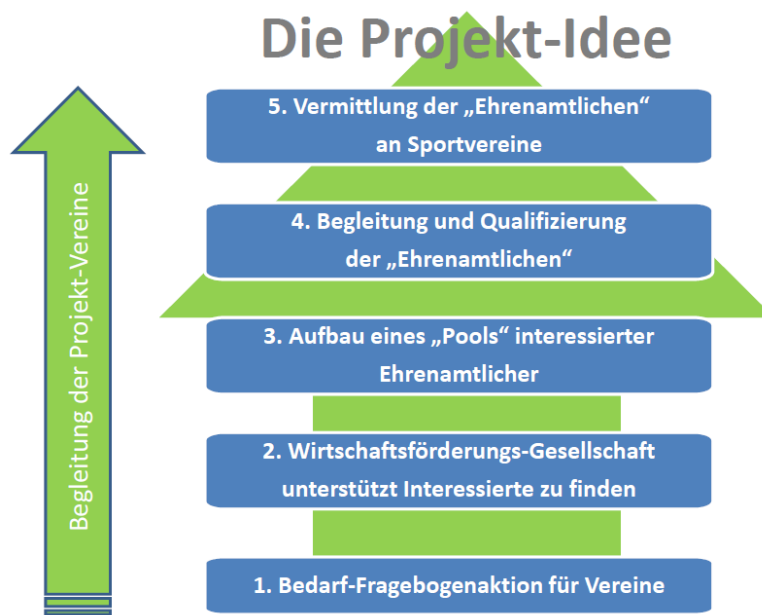 Die Projekt-Idee
5. Vermittlung der „Ehrenamtlichen“
an Sportvereine
4. Begleitung und Qualifizierung
der „Ehrenamtlichen“
3. Aufbau eines „Pools“ interessierter
Ehrenamtlicher
2. Wirtschaftsförderungs-Gesellschaft
unterstützt Interessierte zu finden
1. Bedarf-Fragebogenaktion für Vereine
Begleitung der Projekt-Vereine